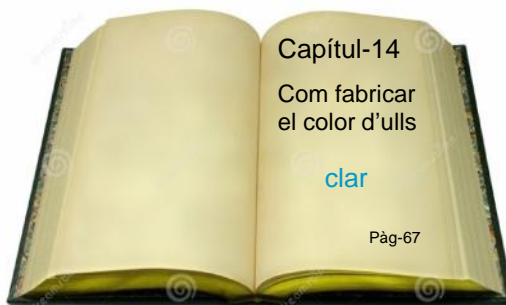 Capítul-14
Com fabricar
el color d’ulls
clar
Pàg-67